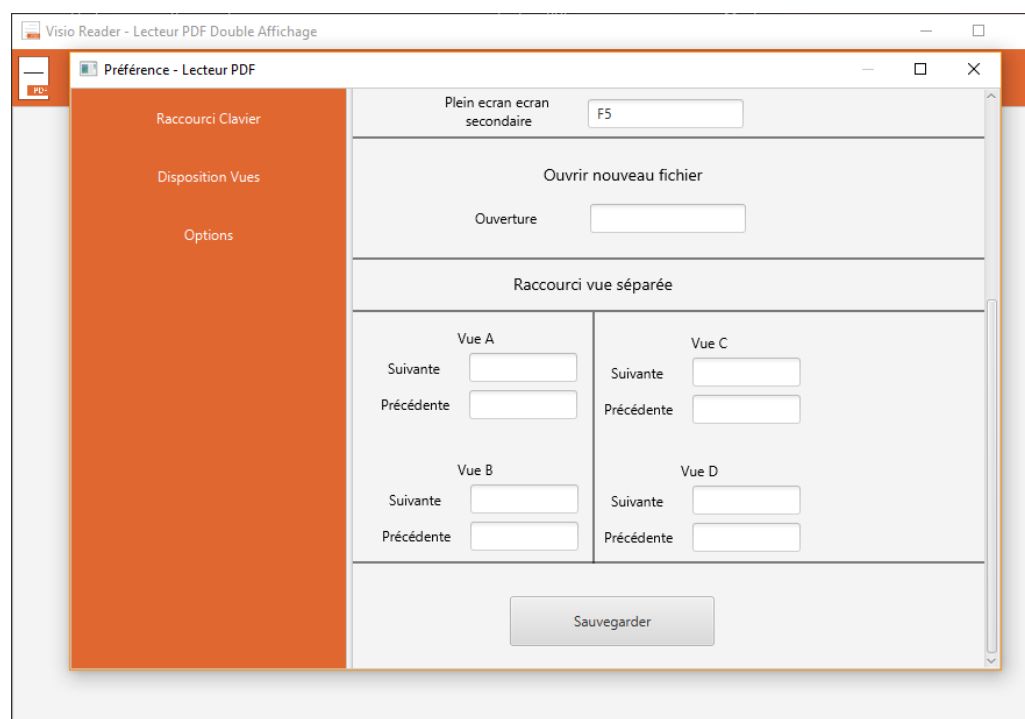 Visio Reader - Lecteur PDF Double Affichage
Préférence - Lecteur PDF
PD
Raccourci Clavier
Disposition Vues
Options
Plein ecran ecran
secondaire
F5
Ouvrir nouveau fichier
Ouverture
Raccourci vue séparée
Vue A
Suivante
Précédente
Vue C
Suivante
Précédente
Vue B
Suivante
Précédente
Vue D
Suivante
Précédente
Sauvegarder